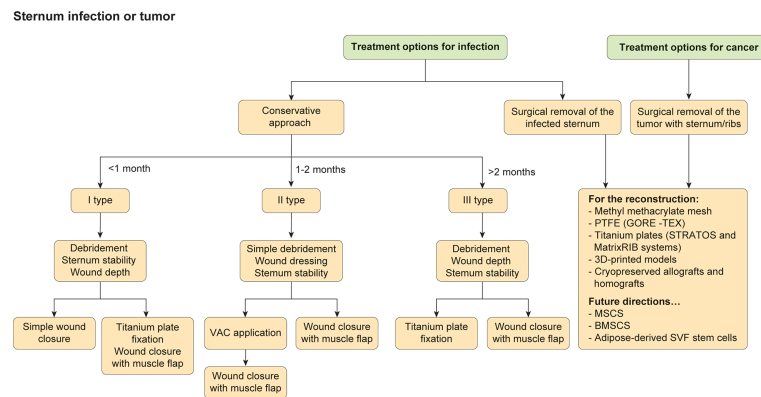 Sternum infection or tumor
Treatment options for infection
Treatment options for cancer
Conservative
approach
Surgical removal of the
infected sternum
Surgical removal of the
tumor with sternum/ribs
<1 month
1-2 months
>2 months
I type
II type
III type
Debridement
Sternum stability
Wound depth
Simple debridement
Wound dressing
Stemum stability
Debridement
Wound depth
Stemum stability
Simple wound
closure
Titanium plate
fixation
Wound closure
with muscle flap
VAC application
Wound closure
with muscle flap
Wound closure
with muscle flap
Titanium plate
fixation
Wound closure
with muscle flap
For the reconstruction:
- Methyl methacrylate mesh
- PTFE (GORE -TEX)
- Titanium plates (STRATOS and
MatrixRIB systems)
- 3D-printed models
- Cryopreserved allografts and
homografts
Future directions…
- MSCS
- BMSCS
- Adipose-derived SVF stem cells